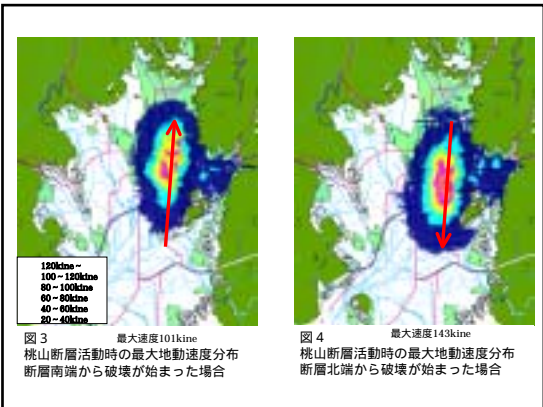 120kine～
100～120kine
80～100kine
60～80kine
40～60kine
20～40kine
図３
最大速度101kine
桃山断層活動時の最大地動速度分布
断層南端から破壊が始まった場合
図４
最大速度143kine
桃山断層活動時の最大地動速度分布
断層北端から破壊が始まった場合